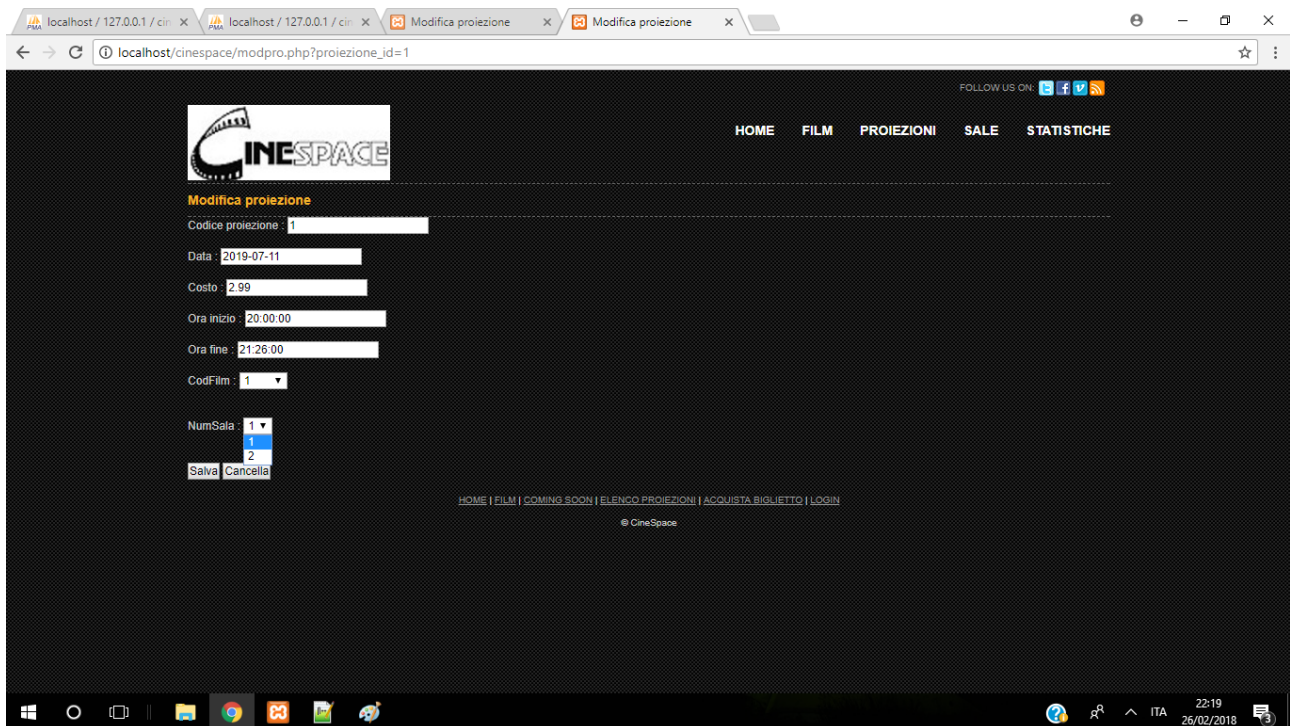 localhost / 127.0.0.1 / cin
localhost / 127.0.0.1 / cin
Modifica proiezione
Modifica proiezione
localhost/cinespace/modpro.php?proiezione_id=1
FOLLOW US ON:
CINESPACE
HOME FILM PROIEZIONI SALE STATISTICHE
Modifica proiezione
Codice proiezione : 1
Data : 2019-07-11
Costo : 2.99
Ora inizio : 20:00:00
Ora fine : 21:26:00
CodFilm : 1
NumSala : 1
1
2
Salva Cancella
HOME | FILM | COMING SOON | ELENCO PROIEZIONI | ACQUISTA BIGLIETTO | LOGIN
© CineSpace
ITA
22:19
26/02/2018
3